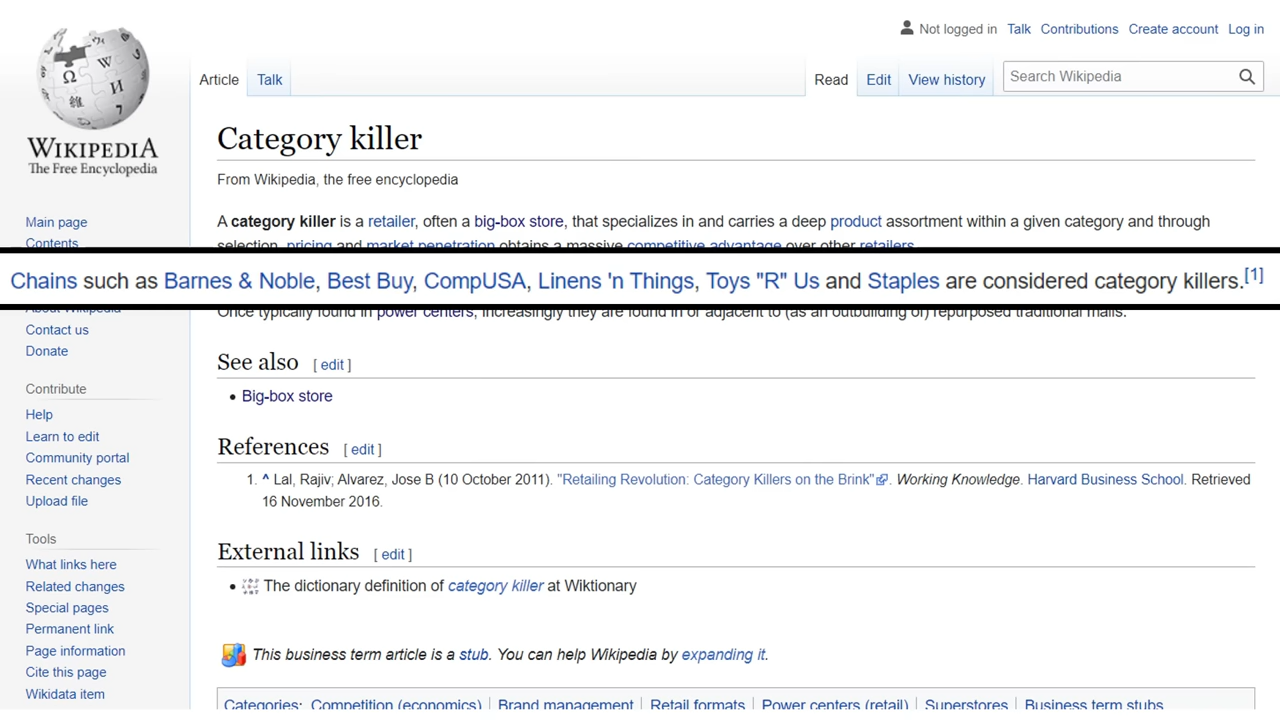 Not logged in Talk Contributions Create account Log in
Article Talk Read Edit View history Search Wikipedia
WIKIPEDIA
The Free Encyclopedia
Category killer
From Wikipedia, the free encyclopedia
A category killer is a retailer, often a big-box store, that specializes in and carries a deep product assortment within a given category and through
selection, pricing and market penetration obtains a massive competitive advantage over other retailers.
Chains such as Barnes & Noble, Best Buy, CompUSA, Linens 'n Things, Toys "R" Us and Staples are considered category killers.[1]
Once typically found in power centers, increasingly they are found in or adjacent to (as an outbuilding of) repurposed traditional malls.
See also [ edit ]
• Big-box store
References [ edit ]
1. ^ Lal, Rajiv; Alvarez, Jose B (10 October 2011). "Retailing Revolution: Category Killers on the Brink". Working Knowledge. Harvard Business School. Retrieved
16 November 2016.
External links [ edit ]
• The dictionary definition of category killer at Wiktionary
This business term article is a stub. You can help Wikipedia by expanding it.
Categories: Competition (economics) | Brand management | Retail formats | Power centers (retail) | Superstores | Business term stubs
Main page
Contents
About Wikipedia
Contact us
Donate
Contribute
Help
Learn to edit
Community portal
Recent changes
Upload file
Tools
What links here
Related changes
Special pages
Permanent link
Page information
Cite this page
Wikidata item